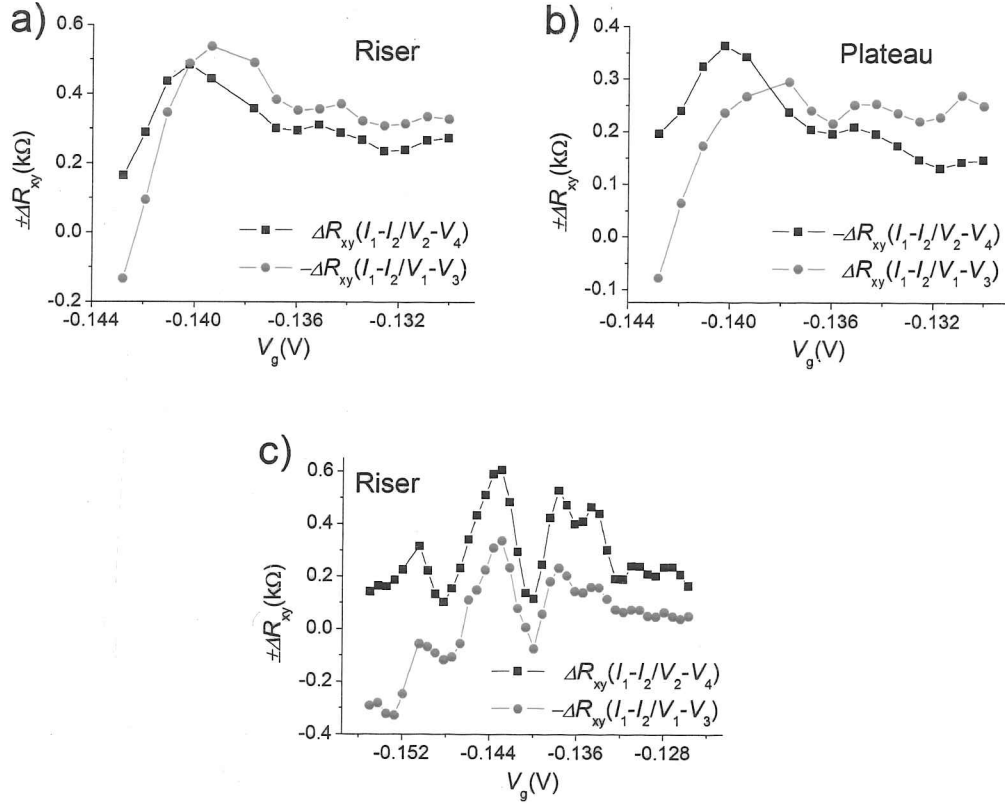 a)
Riser
±ΔRxy(kΩ)
0.6
0.4
0.2
0.0
-0.2
ΔRxy(I1-I2/V2-V4)
-ΔRxy(I1-I2/V1-V3)
-0.144 -0.140 -0.136 -0.132
Vg(V)
b)
Plateau
±ΔRxy(kΩ)
0.4
0.3
0.2
0.1
0.0
-0.1
-ΔRxy(I1-I2/V2-V4)
ΔRxy(I1-I2/V1-V3)
-0.144 -0.140 -0.136 -0.132
Vg(V)
c)
Riser
±ΔRxy(kΩ)
0.6
0.4
0.2
0.0
-0.2
-0.4
ΔRxy(I1-I2/V2-V4)
-ΔRxy(I1-I2/V1-V3)
-0.152 -0.144 -0.136 -0.128
Vg(V)